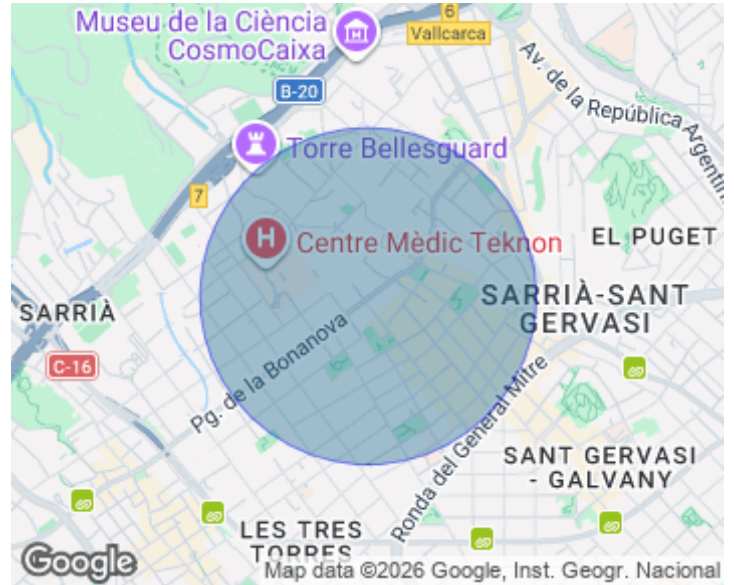 Museu de la Ciència
CosmoCaixa
6
Vallcarca
Av. de la República Argentin
B-20
Torre Bellesguard
7
H
Centre Mèdic Teknon
EL PUGET
SARRIÀ-SANT
GERVASI
SARRIÀ
C-16
Pg. de la Bonanova
Ronda del General Mitre
SANT GERVASI
- GALVANY
LES TRES
TORRES
Google
Map data ©2026 Google, Inst. Geogr. Nacional